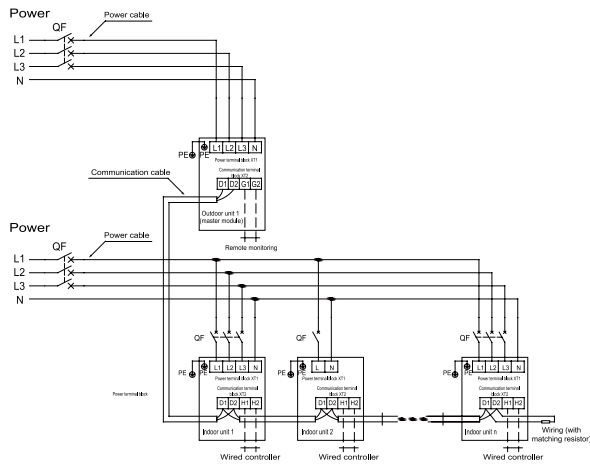 Power
QF
Power cable
L1
L2
L3
N
PE PE L1 L2 L3 N
Power terminal block XT1
Communication terminal
block XT2
Communication cable
D1 D2 G1 G2
Outdoor unit 1
(master module)
Remote monitoring
Power
QF
Power cable
L1
L2
L3
N
QF QF QF
PE PE L1 L2 L3 N
Power terminal block XT1
Communication terminal
block XT2
D1 D2 H1 H2
Indoor unit 1
Wired controller
PE PE L N
Power terminal block XT1
Communication terminal
block XT2
D1 D2 H1 H2
Indoor unit 2
Wired controller
PE PE L1 L2 L3 N
Power terminal block XT1
Communication terminal
block XT2
D1 D2 H1 H2
Indoor unit n
Wired controller
Power terminal block
Wiring (with
matching resistor)